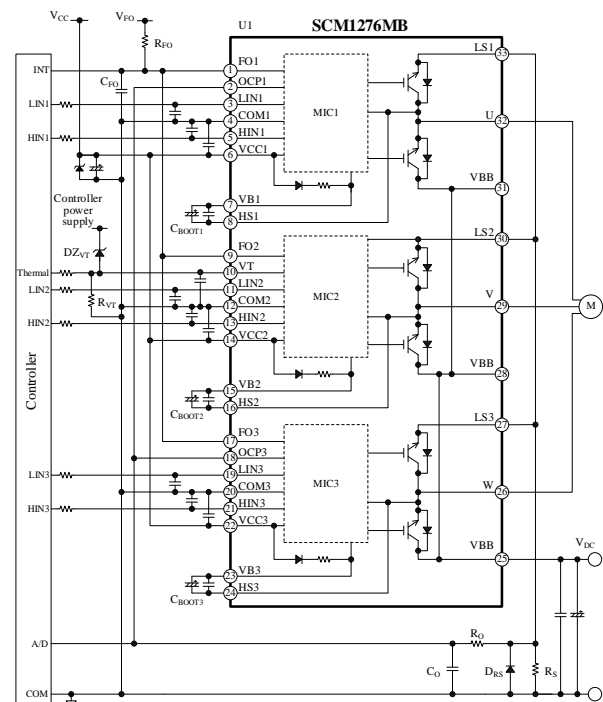 U1
SCM1276MB
VCC
VFO
RFO
CFO
INT
LIN1
HIN1
1 FO1
2 OCP1
3 LIN1
4 COM1
5 HIN1
6 VCC1
7 VB1
8 HS1
MIC1
LS1 33
U 32
VBB 31
CBOOT1
Controller
power
supply
DZVT
Thermal
LIN2
HIN2
RVT
9 FO2
10 VT
11 LIN2
12 COM2
13 HIN2
14 VCC2
15 VB2
16 HS2
MIC2
LS2 30
V 29
VBB 28
M
CBOOT2
Controller
LIN3
HIN3
17 FO3
18 OCP3
19 LIN3
20 COM3
21 HIN3
22 VCC3
23 VB3
24 HS3
MIC3
LS3 27
W 26
VBB 25
VDC
CBOOT3
A/D
RO
CO
DRS
RS
COM